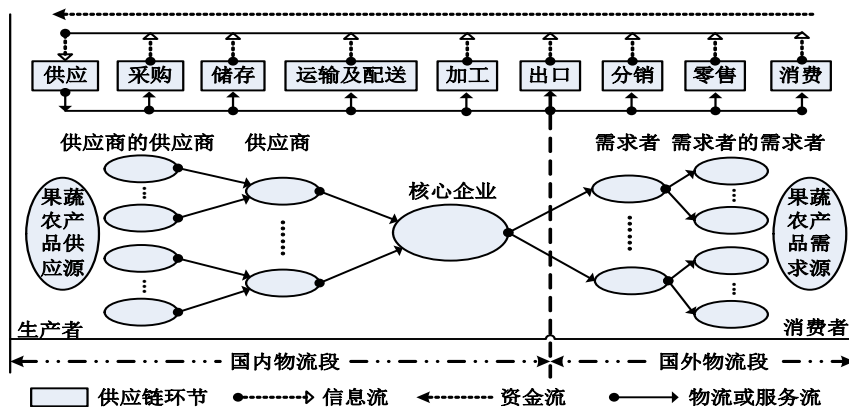 供应 采购 储存 运输及配送 加工 出口 分销 零售 消费
供应商的供应商 供应商 需求者 需求者的需求者
核心企业
果蔬
农产
品供
应源
果蔬
农产
品需
求源
生产者 消费者
国内物流段 国外物流段
供应链环节 信息流 资金流 物流或服务流